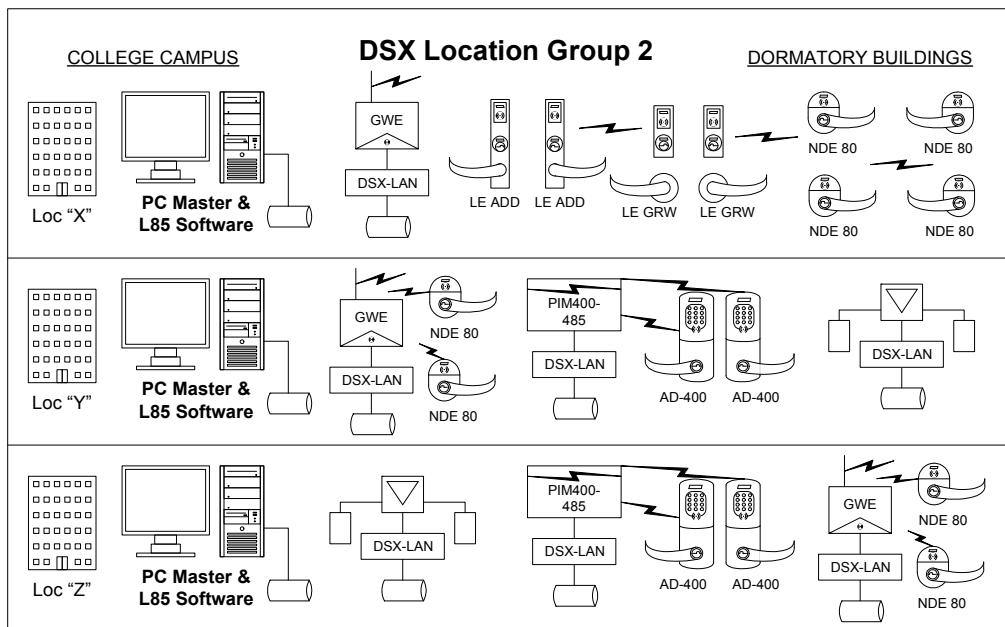 COLLEGE CAMPUS
DSX Location Group 2
DORMATORY BUILDINGS
GWE
DSX-LAN
Loc “X”
PC Master &
L85 Software
LE ADD
LE ADD
LE GRW
LE GRW
NDE 80
NDE 80
NDE 80
NDE 80
GWE
DSX-LAN
NDE 80
NDE 80
PIM400-
485
DSX-LAN
AD-400
AD-400
DSX-LAN
Loc “Y”
PC Master &
L85 Software
DSX-LAN
PIM400-
485
DSX-LAN
AD-400
AD-400
GWE
DSX-LAN
NDE 80
NDE 80
Loc “Z”
PC Master &
L85 Software